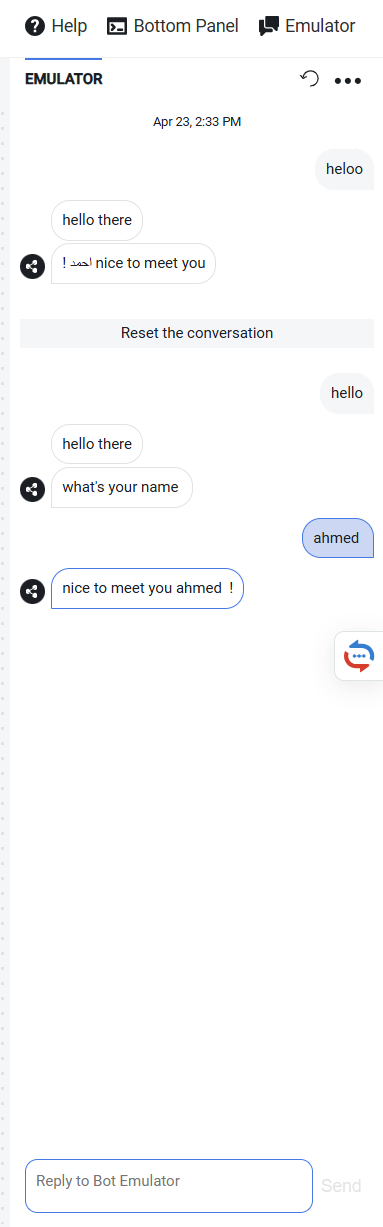 Help Bottom Panel Emulator
EMULATOR
Apr 23, 2:33 PM
heloo
hello there
! احمد nice to meet you
Reset the conversation
hello
hello there
what's your name
ahmed
nice to meet you ahmed !
Reply to Bot Emulator
Send